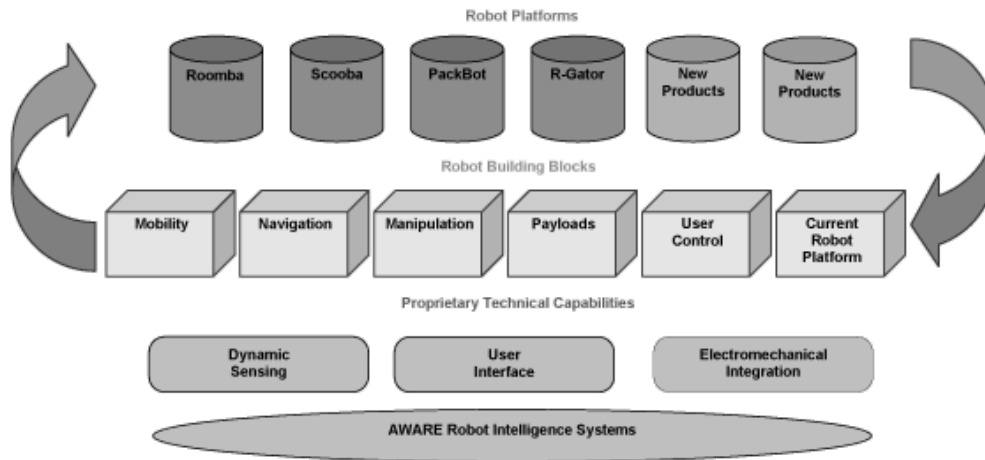 Robot Platforms
Roomba
Scooba
PackBot
R-Gator
New
Products
New
Products
Robot Building Blocks
Mobility
Navigation
Manipulation
Payloads
User
Control
Current
Robot
Platform
Proprietary Technical Capabilities
Dynamic
Sensing
User
Interface
Electromechanical
Integration
AWARE Robot Intelligence Systems